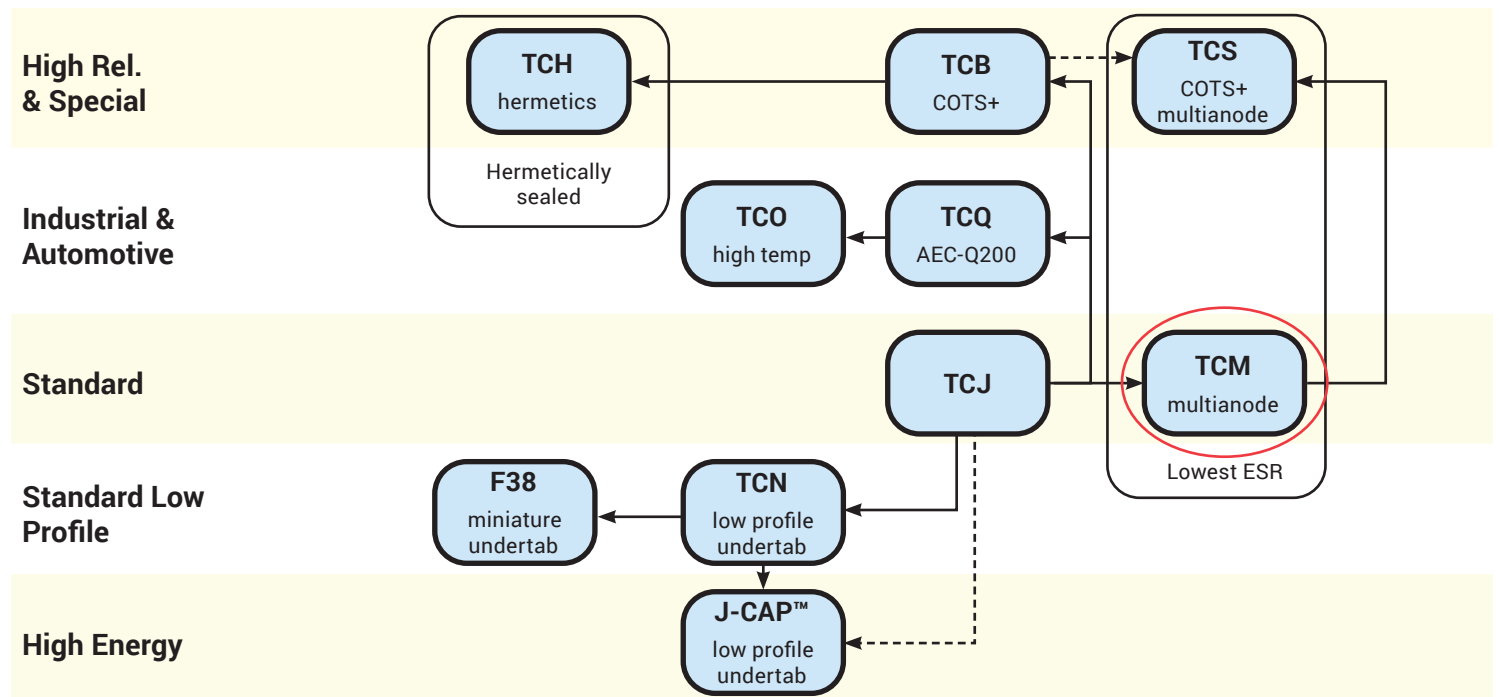 High Rel.
& Special
TCH
hermetics
Hermetically
sealed
TCB
COTS+
TCS
COTS+
multianode
Industrial &
Automotive
TCO
high temp
TCQ
AEC-Q200
Standard
TCJ
TCM
multianode
Lowest ESR
Standard Low
Profile
F38
miniature
undertab
TCN
low profile
undertab
High Energy
J-CAP™
low profile
undertab